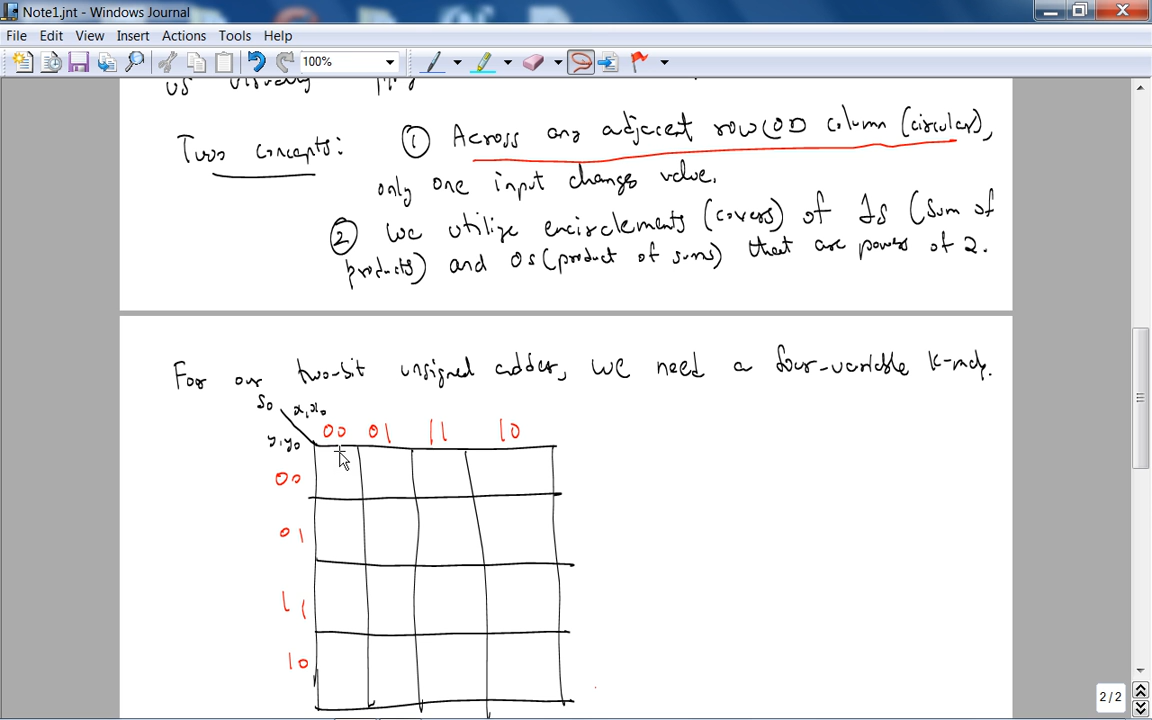 Note1.jnt - Windows Journal
File Edit View Insert Actions Tools Help
100%
us visually
Two concepts: ① Across any adjacent row (OR) column (circular),
only one input changes value.
② We utilize encirclements (covers) of 1s (sum of
products) and 0s (product of sums) that are powers of 2.
For our two-bit unsigned adder, we need a four-variable K-map.
S0 x1x0
y1y0 00 01 11 10
00
01
11
10
2 / 2